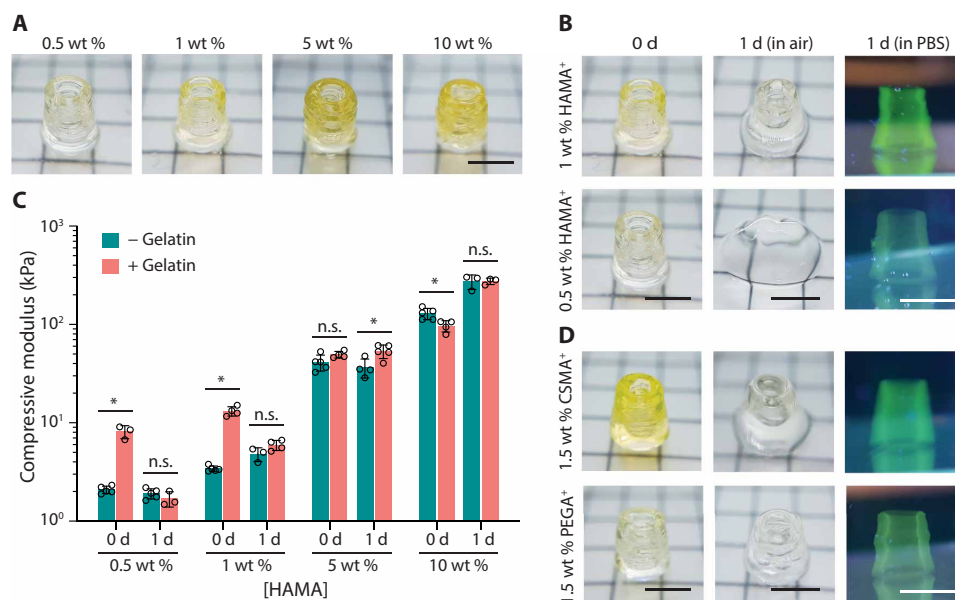 A
0.5 wt %
1 wt %
5 wt %
10 wt %
B
0 d
1 d (in air)
1 d (in PBS)
1 wt % HAMA⁺
0.5 wt % HAMA⁺
C
Compressive modulus (kPa)
10³
10²
10¹
10⁰
– Gelatin
+ Gelatin
*
n.s.
*
n.s.
n.s.
*
*
n.s.
0 d
1 d
0 d
1 d
0 d
1 d
0 d
1 d
0.5 wt %
1 wt %
5 wt %
10 wt %
[HAMA]
D
1.5 wt % CSMA⁺
1.5 wt % PEGA⁺